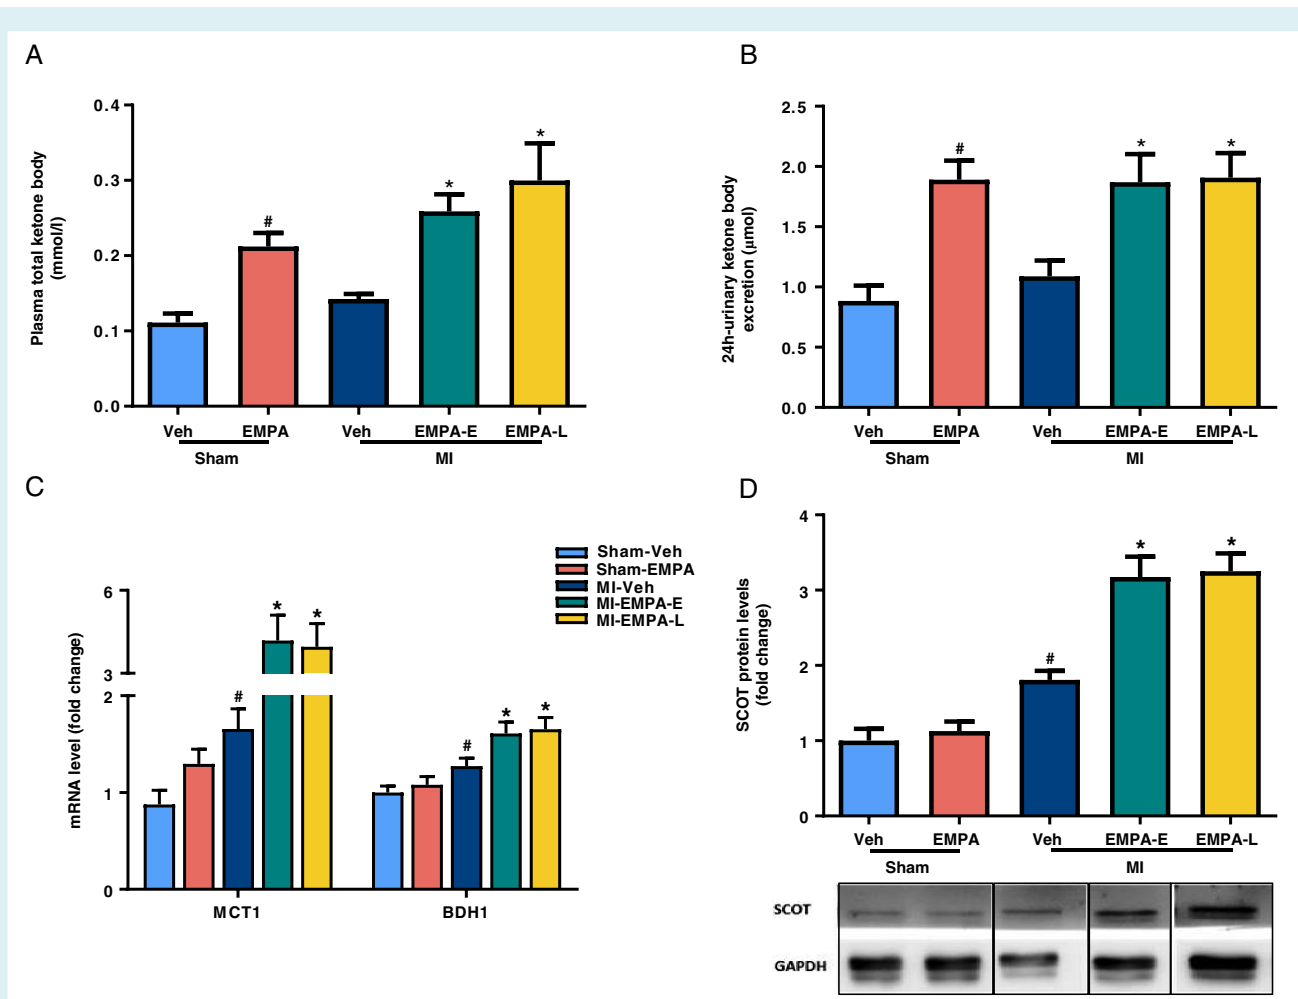 A
Plasma total ketone body
(mmol/l)
0.4
0.3
0.2
0.1
0.0
#
*
*
Veh EMPA Veh EMPA-E EMPA-L
Sham MI
B
24h-urinary ketone body
excretion (μmol)
2.5
2.0
1.5
1.0
0.5
0.0
#
*
*
Veh EMPA Veh EMPA-E EMPA-L
Sham MI
C
mRNA level (fold change)
6
3
2
1
0
#
*
*
#
*
*
MCT1 BDH1
Sham-Veh
Sham-EMPA
MI-Veh
MI-EMPA-E
MI-EMPA-L
D
SCOT protein levels
(fold change)
4
3
2
1
0
#
*
*
Veh EMPA Veh EMPA-E EMPA-L
Sham MI
SCOT
GAPDH